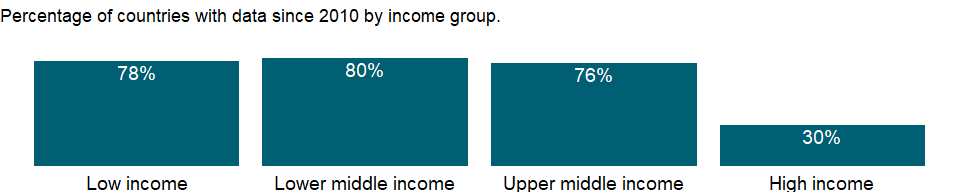 Percentage of countries with data since 2010 by income group.
78% 80% 76% 30%
Low income Lower middle income Upper middle income High income